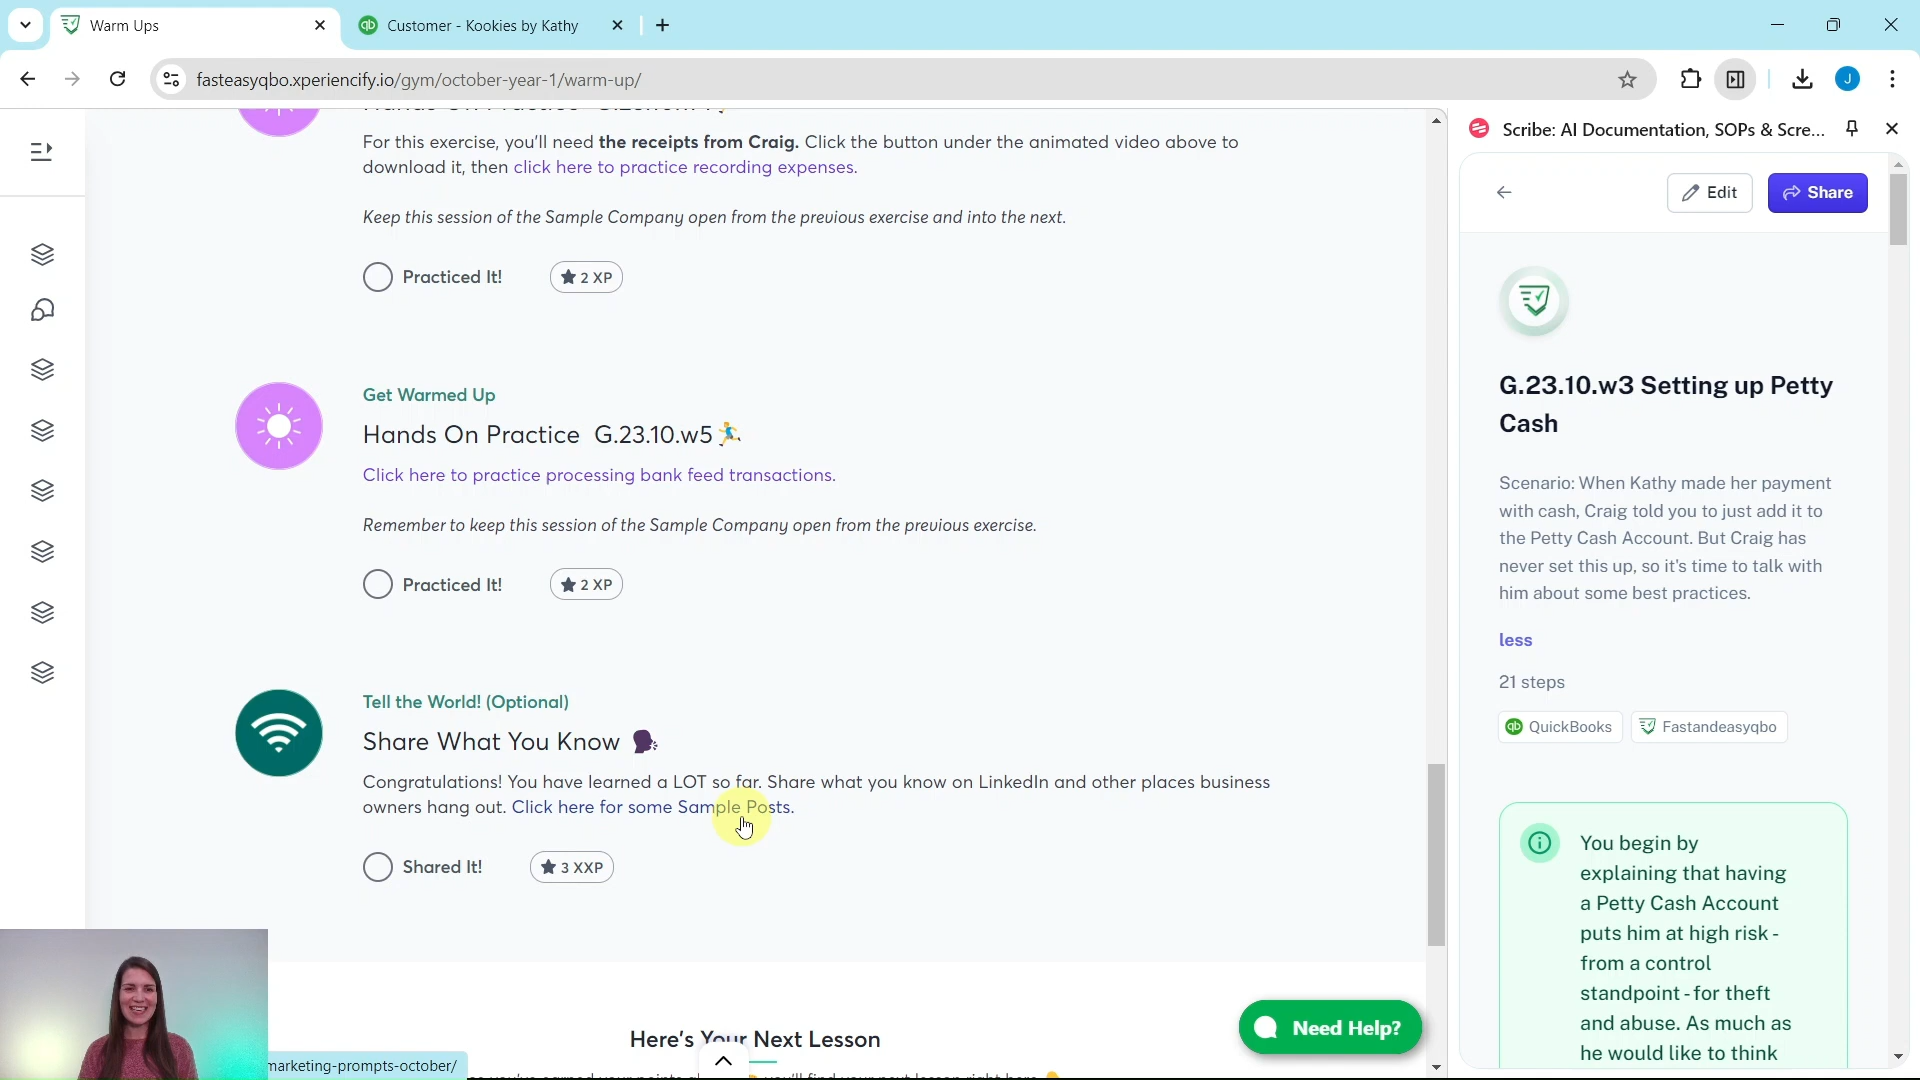 Warm Ups
Customer - Kookies by Kathy
fasteasyqbo.xperiencify.io/gym/october-year-1/warm-up/
For this exercise, you'll need the receipts from Craig. Click the button under the animated video above to
download it, then click here to practice recording expenses.
Keep this session of the Sample Company open from the previous exercise and into the next.
Practiced It!
2 XP
Get Warmed Up
Hands On Practice G.23.10.w5
Click here to practice processing bank feed transactions.
Remember to keep this session of the Sample Company open from the previous exercise.
Practiced It!
2 XP
Tell the World! (Optional)
Share What You Know
Congratulations! You have learned a LOT so far. Share what you know on LinkedIn and other places business
owners hang out. Click here for some Sample Posts.
Shared It!
3 XXP
Here's Your Next Lesson
Need Help?
marketing-prompts-october/
Scribe: AI Documentation, SOPs & Scre...
Edit
Share
G.23.10.w3 Setting up Petty
Cash
Scenario: When Kathy made her payment
with cash, Craig told you to just add it to
the Petty Cash Account. But Craig has
never set this up, so it's time to talk with
him about some best practices.
less
21 steps
qb QuickBooks
Fastandeasyqbo
You begin by
explaining that having
a Petty Cash Account
puts him at high risk -
from a control
standpoint - for theft
and abuse. As much as
he would like to think